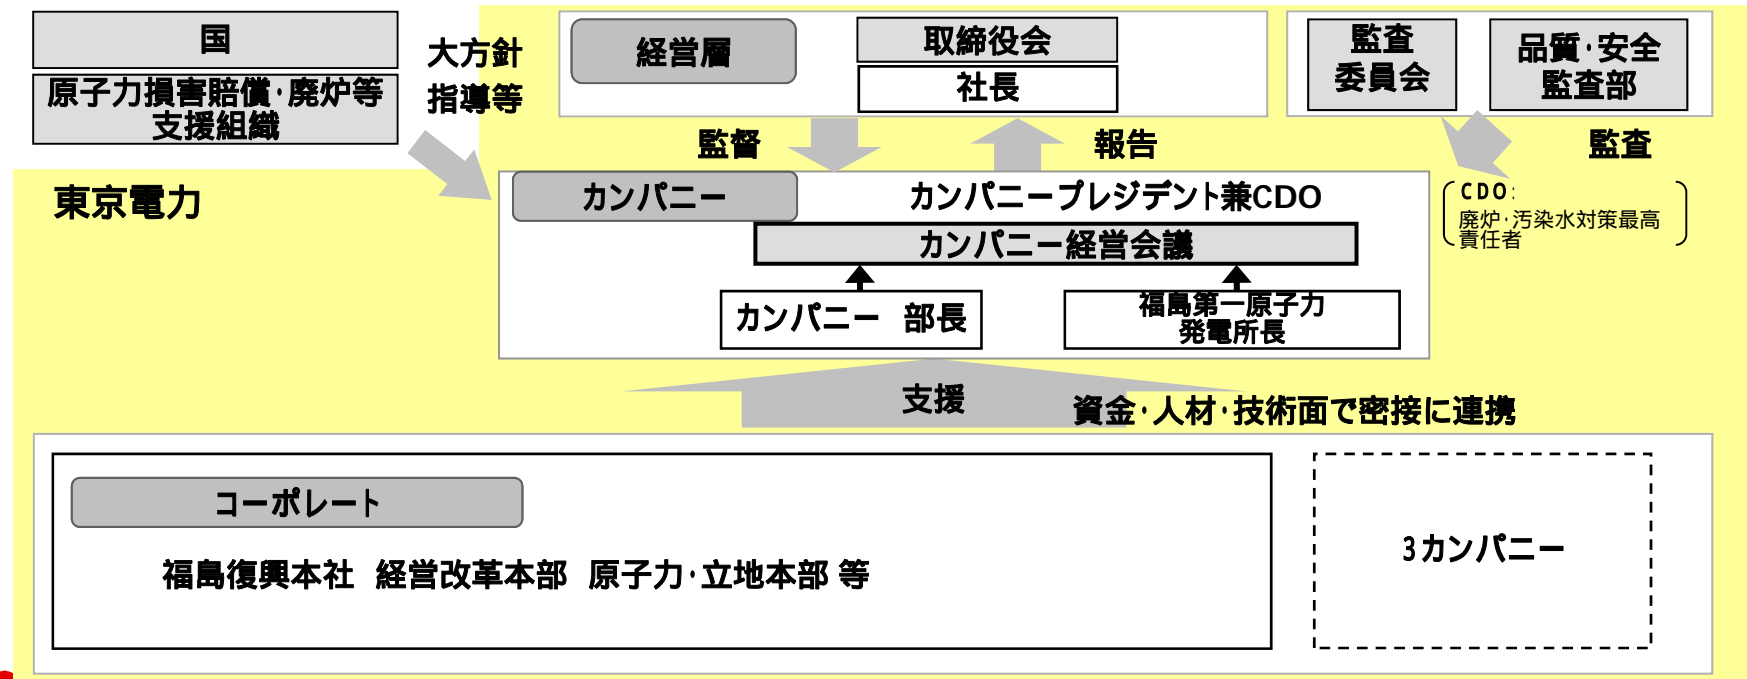 国
原子力損害賠償・廃炉等
支援組織
大方針
指導等
経営層
取締役会
社長
監査
委員会
品質・安全
監査部
監督
報告
監査
東京電力
カンパニー
カンパニープレジデント兼CDO
カンパニー経営会議
カンパニー　部長
福島第一原子力
発電所長
CDO:
廃炉・汚染水対策最高
責任者
支援
資金・人材・技術面で密接に連携
コーポレート
福島復興本社　経営改革本部　原子力・立地本部 等
3カンパニー